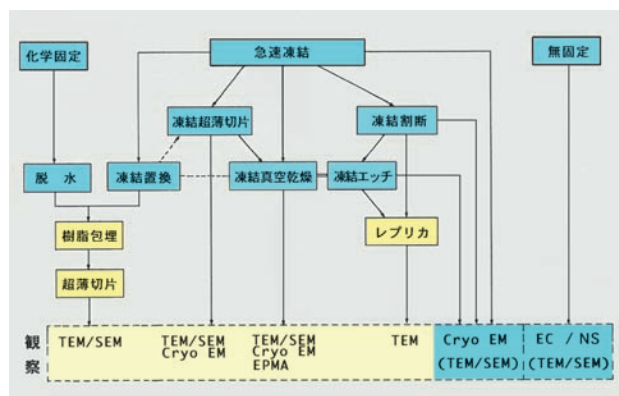 化学固定
急速凍結
無固定
凍結超薄切片
凍結割断
脱 水
凍結置換
凍結真空乾燥
凍結エッチ
樹脂包埋
レプリカ
超薄切片
観察
TEM/SEM
TEM/SEM
Cryo EM
TEM/SEM
Cryo EM
EPMA
TEM
Cryo EM
(TEM/SEM)
EC / NS
(TEM/SEM)